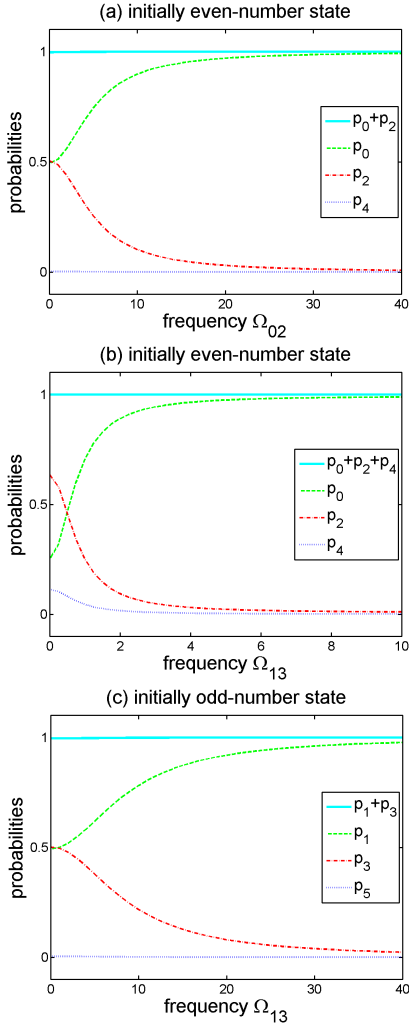 (a) initially even-number state
probabilities
1
0.5
0
p₀+p₂
p₀
p₂
p₄
0 10 20 30 40
frequency Ω₀₂
(b) initially even-number state
probabilities
1
0.5
0
p₀+p₂+p₄
p₀
p₂
p₄
0 2 4 6 8 10
frequency Ω₁₃
(c) initially odd-number state
probabilities
1
0.5
0
p₁+p₃
p₁
p₃
p₅
0 10 20 30 40
frequency Ω₁₃